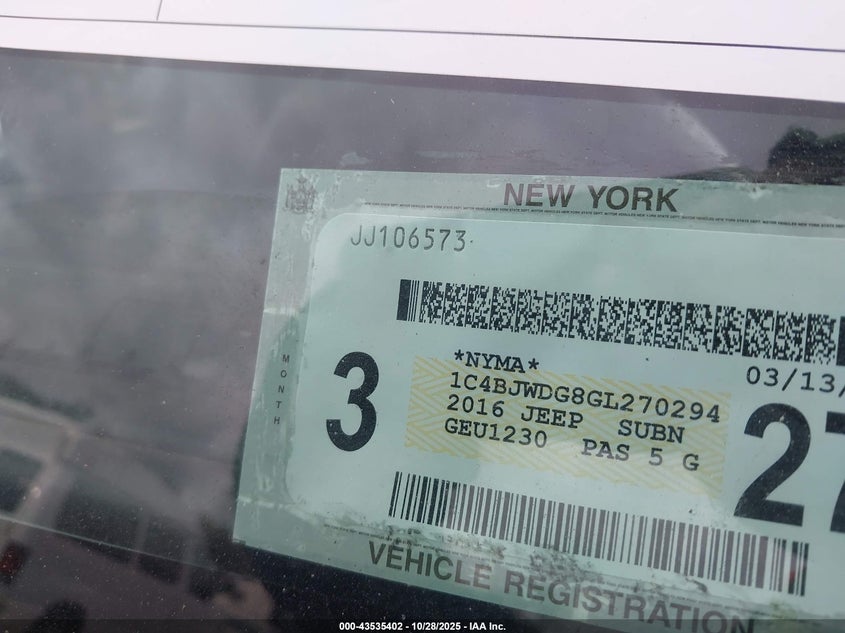 NEW YORK
JJ106573
*NYMA*
03/13/
1C4BJWDG8GL270294
2016 JEEP SUBN
GEU1230 PAS 5 G
MONTH
3
27
VEHICLE REGISTRATION
000-43535402 - 10/28/2025 - IAA Inc.